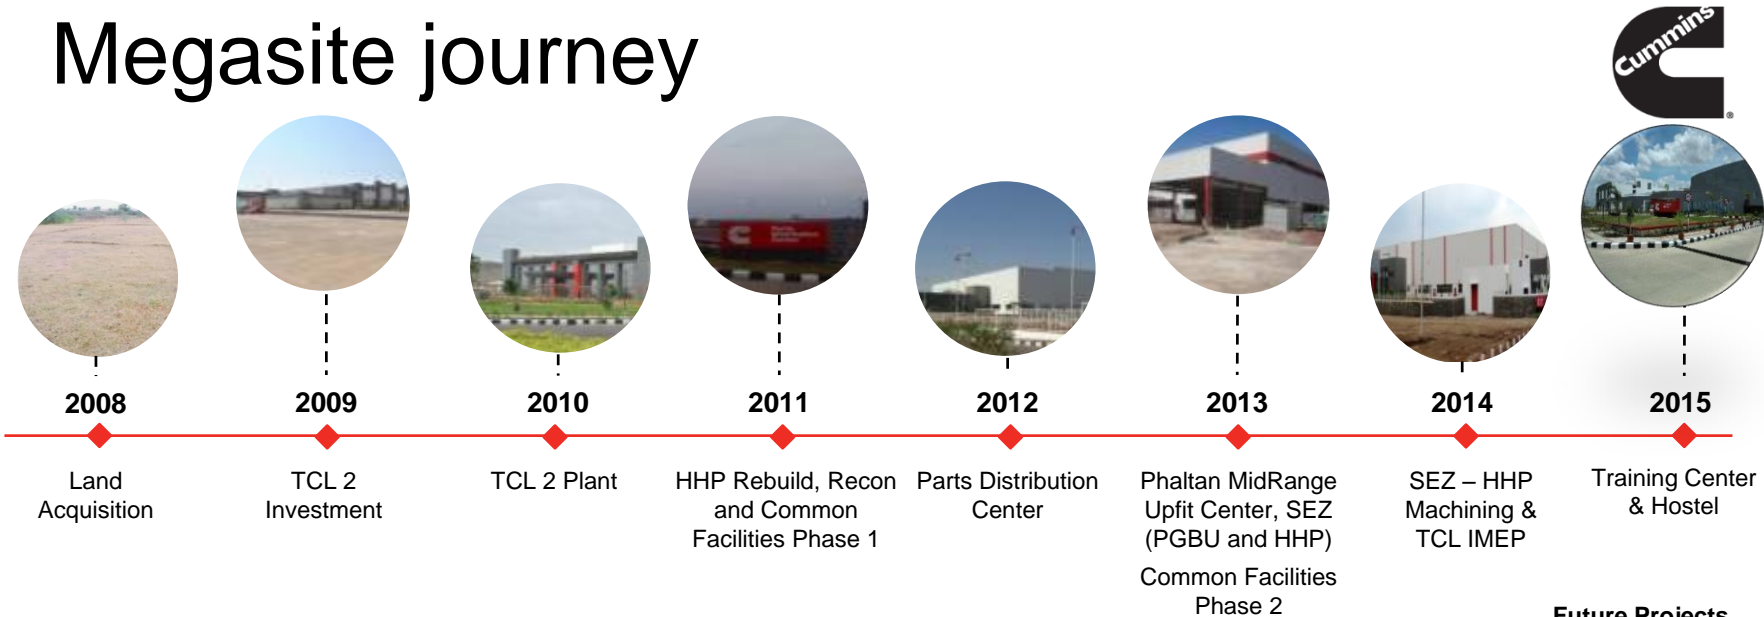 Megasite journey
Cummins
2008
2009
2010
2011
2012
2013
2014
2015
Land
Acquisition
TCL 2
Investment
TCL 2 Plant
HHP Rebuild, Recon
and Common
Facilities Phase 1
Parts Distribution
Center
Phaltan MidRange
Upfit Center, SEZ
(PGBU and HHP)
Common Facilities
Phase 2
SEZ – HHP
Machining &
TCL IMEP
Training Center
& Hostel
Future Projects